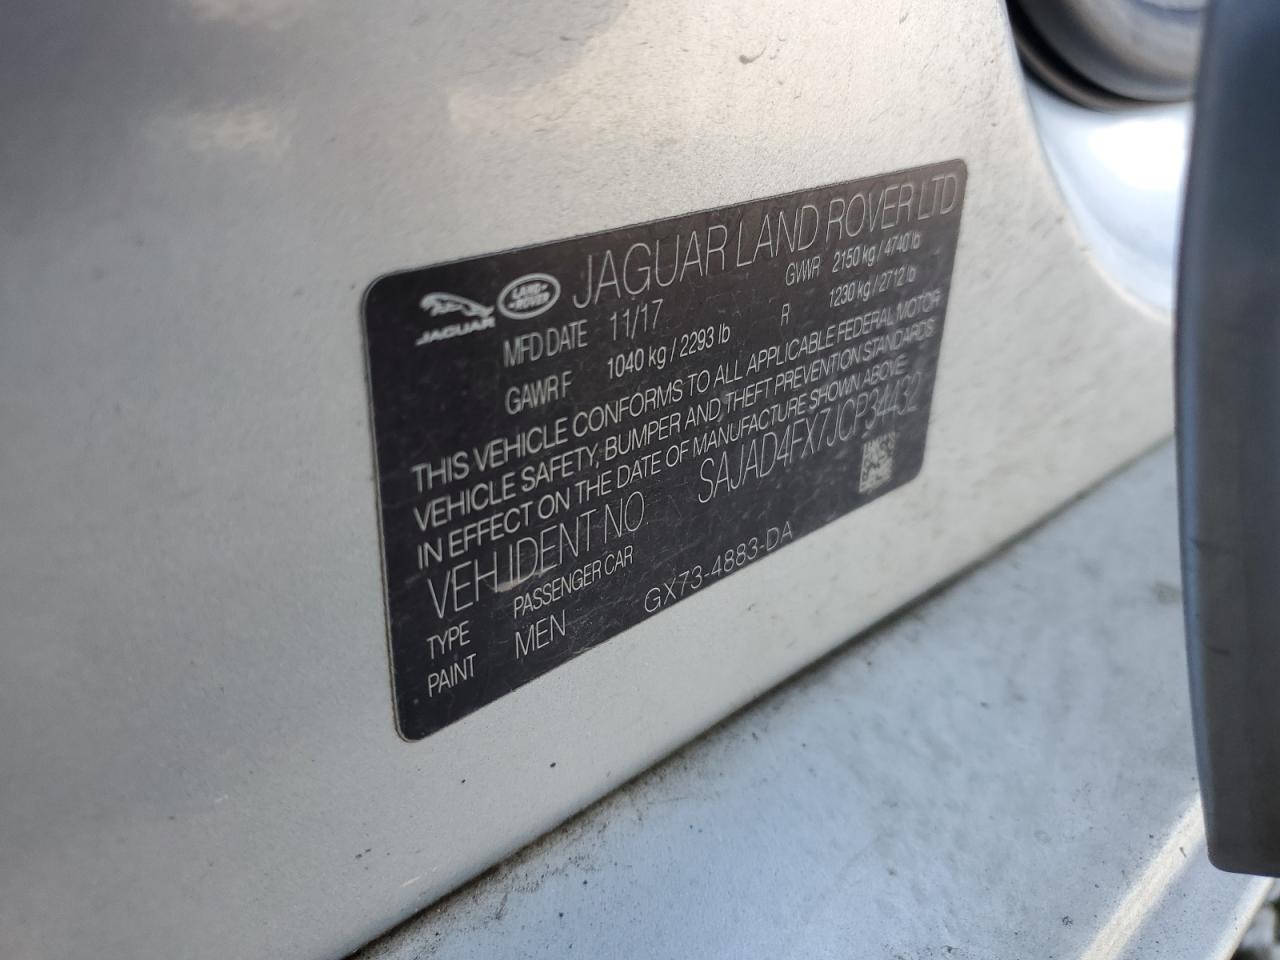 JAGUAR LAND-ROVER JAGUAR LAND ROVER LTD
MFD DATE 11/17 GVWR 2150 kg / 4740 lb
GAWR F 1040 kg / 2293 lb R 1230 kg / 2712 lb
THIS VEHICLE CONFORMS TO ALL APPLICABLE FEDERAL MOTOR
VEHICLE SAFETY, BUMPER AND THEFT PREVENTION STANDARDS
IN EFFECT ON THE DATE OF MANUFACTURE SHOWN ABOVE
VEH IDENT NO. SAJAD4FX7JCP34432
TYPE PASSENGER CAR
PAINT MEN GX73-4883-DA